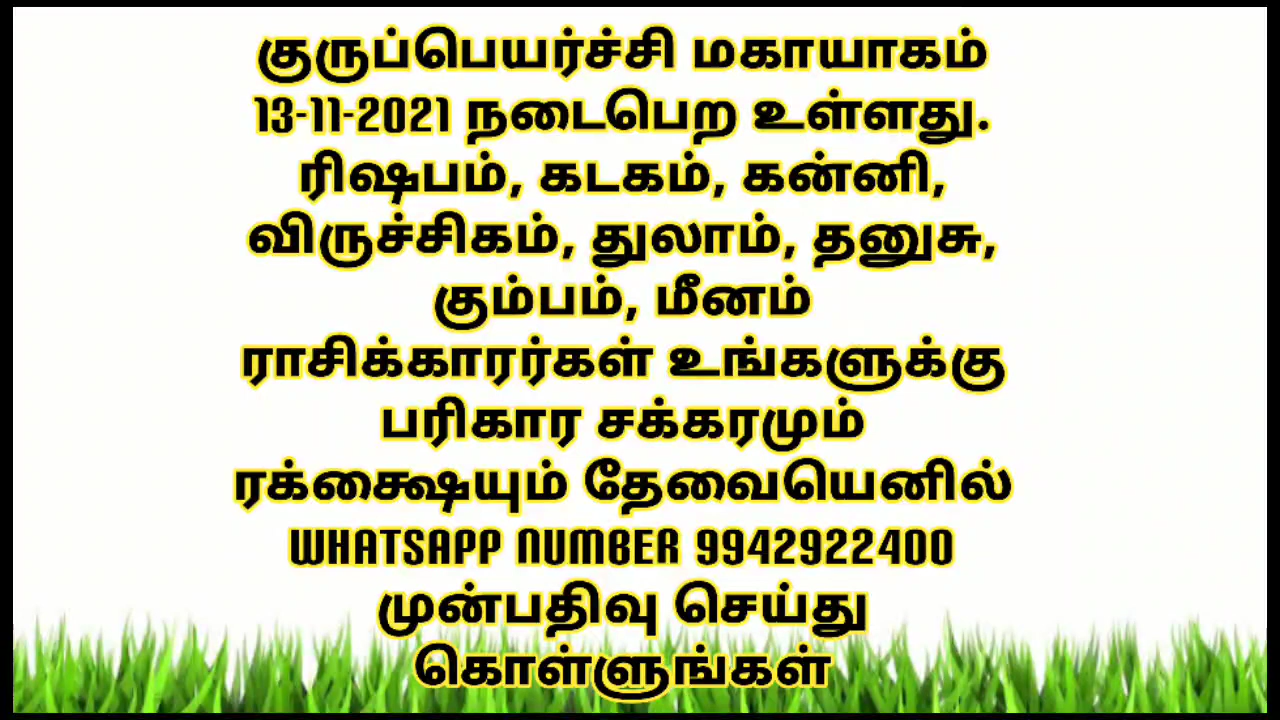 குருப்பெயர்ச்சி மகாயாகம்
13-11-2021 நடைபெற உள்ளது.
ரிஷபம், கடகம், கன்னி,
விருச்சிகம், துலாம், தனுசு,
கும்பம், மீனம்
ராசிக்காரர்கள் உங்களுக்கு
பரிகார சக்கரமும்
ரக்க்ஷையும் தேவையெனில்
WHATSAPP NUMBER 9942922400
முன்பதிவு செய்து
கொள்ளுங்கள்